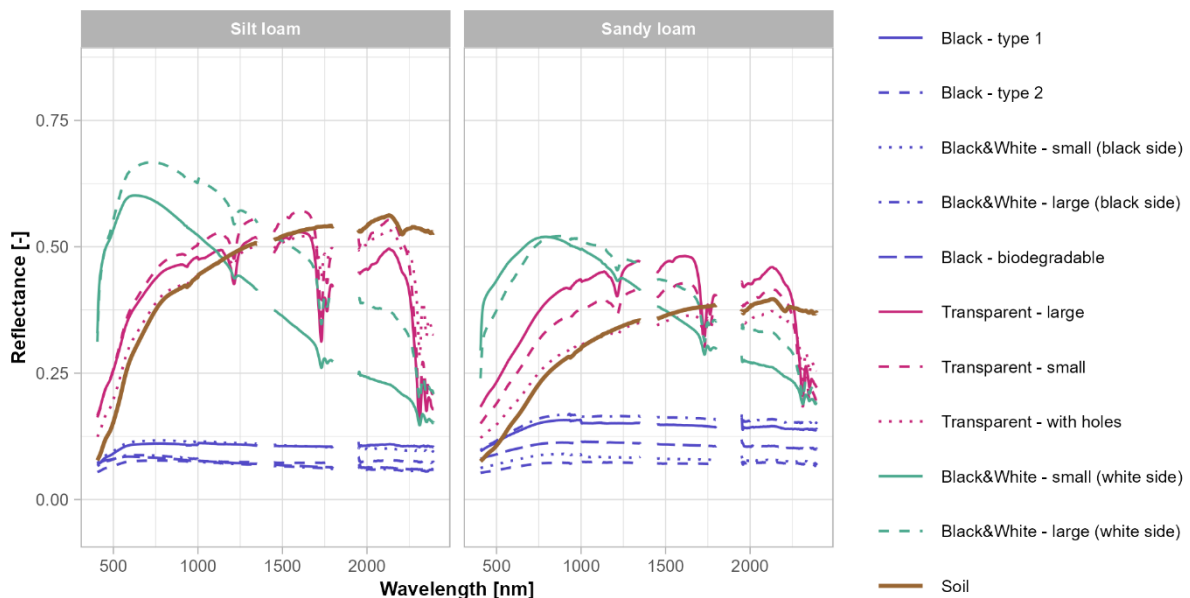 Silt loam
Sandy loam
Reflectance [-]
0.75
0.50
0.25
0.00
500
1000
1500
2000
500
1000
1500
2000
Wavelength [nm]
Black - type 1
Black - type 2
Black&White - small (black side)
Black&White - large (black side)
Black - biodegradable
Transparent - large
Transparent - small
Transparent - with holes
Black&White - small (white side)
Black&White - large (white side)
Soil